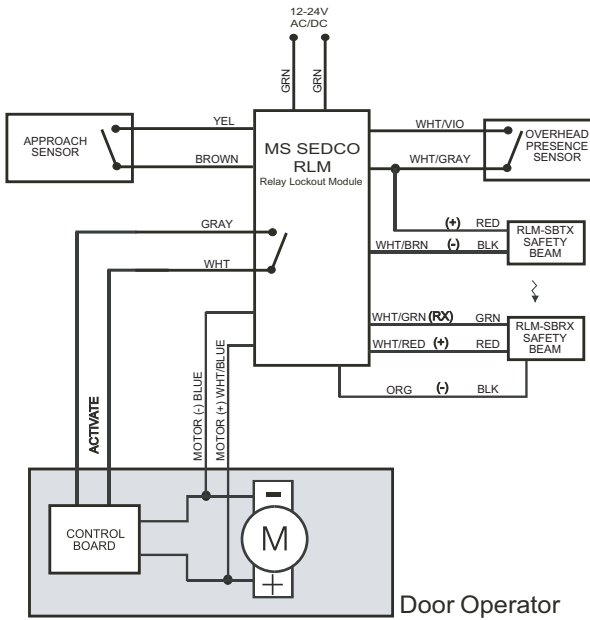 12-24V
AC/DC
GRN
GRN
YEL
BROWN
APPROACH
SENSOR
MS SEDCO
RLM
Relay Lockout Module
WHT/VIO
WHT/GRAY
OVERHEAD
PRESENCE
SENSOR
GRAY
WHT
(+) RED
WHT/BRN (-) BLK
RLM-SBTX
SAFETY
BEAM
WHT/GRN (RX) GRN
WHT/RED (+) RED
ORG (-) BLK
RLM-SBRX
SAFETY
BEAM
ACTIVATE
MOTOR (-) BLUE
MOTOR (+) WHT/BLUE
CONTROL
BOARD
-
M
+
Door Operator